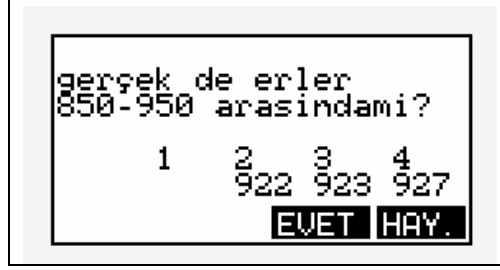 gerçek de erler
850-950 arasindami?
1 2 3 4
922 923 927
EVET HAY.